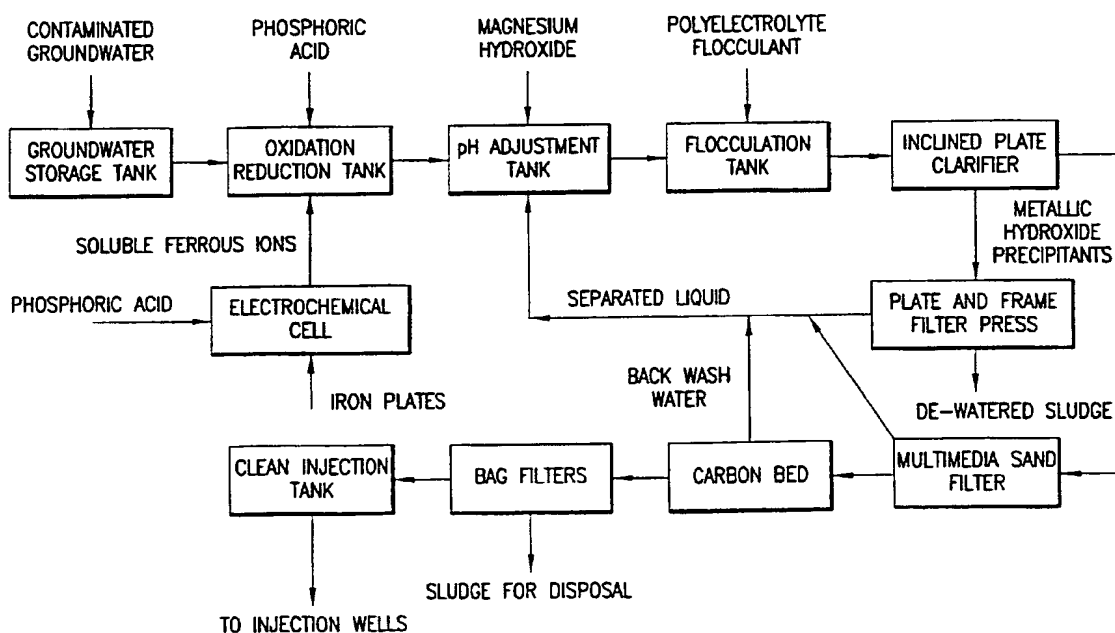 CONTAMINATED
GROUNDWATER
PHOSPHORIC
ACID
MAGNESIUM
HYDROXIDE
POLYELECTROLYTE
FLOCCULANT
GROUNDWATER
STORAGE TANK
OXIDATION
REDUCTION TANK
pH ADJUSTMENT
TANK
FLOCCULATION
TANK
INCLINED PLATE
CLARIFIER
SOLUBLE FERROUS IONS
METALLIC
HYDROXIDE
PRECIPITANTS
PHOSPHORIC ACID
ELECTROCHEMICAL
CELL
SEPARATED LIQUID
PLATE AND FRAME
FILTER PRESS
IRON PLATES
BACK WASH
WATER
DE-WATERED SLUDGE
CLEAN INJECTION
TANK
BAG FILTERS
CARBON BED
MULTIMEDIA SAND
FILTER
SLUDGE FOR DISPOSAL
TO INJECTION WELLS